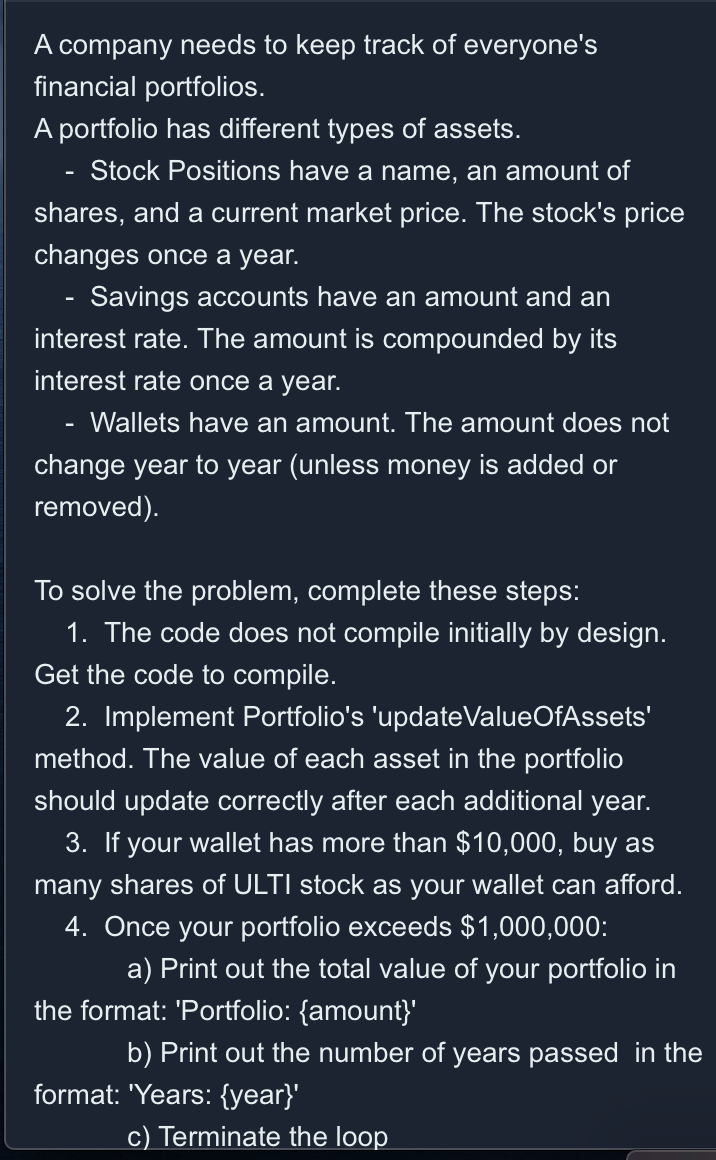 A company needs to keep track of everyone's
financial portfolios.
A portfolio has different types of assets.
- Stock Positions have a name, an amount of
shares, and a current market price. The stock's price
changes once a year.
- Savings accounts have an amount and an
interest rate. The amount is compounded by its
interest rate once a year.
- Wallets have an amount. The amount does not
change year to year (unless money is added or
removed).
To solve the problem, complete these steps:
1. The code does not compile initially by design.
Get the code to compile.
2. Implement Portfolio's 'updateValueOfAssets'
method. The value of each asset in the portfolio
should update correctly after each additional year.
3. If your wallet has more than $10,000, buy as
many shares of ULTI stock as your wallet can afford.
4. Once your portfolio exceeds $1,000,000:
a) Print out the total value of your portfolio in
the format: 'Portfolio: {amount}'
b) Print out the number of years passed  in the
format: 'Years: {year}'
c) Terminate the loop